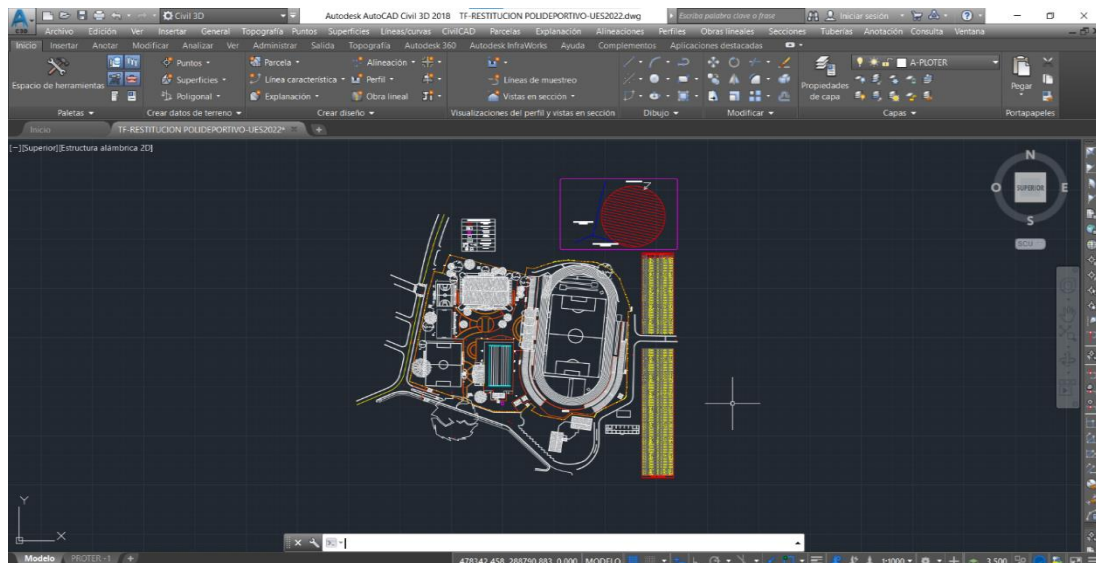 Civil 3D
Autodesk AutoCAD Civil 3D 2018 TF-RESTITUCION POLIDEPORTIVO-UES2022.dwg
Escriba palabra clave o frase
Iniciar sesión
C3D
Archivo Edición Ver Insertar General Topografía Puntos Superficies Líneas/curvas CivilCAD Parcelas Explanación Alineaciones Perfiles Obras lineales Secciones Tuberías Anotación Consulta Ventana
Inicio Insertar Anotar Modificar Analizar Ver Administrar Salida Topografía Autodesk 360 Autodesk InfraWorks Ayuda Complementos Aplicaciones destacadas
Puntos
Parcela
Alineación
A-PLOTER
Espacio de herramientas
Superficies
Línea característica
Perfil
Líneas de muestreo
Propiedades de capa
Pegar
Poligonal
Explanación
Obra lineal
Vistas en sección
Paletas
Crear datos de terreno
Crear diseño
Visualizaciones del perfil y vistas en sección
Dibujo
Modificar
Capas
Portapapeles
Inicio
TF-RESTITUCION POLIDEPORTIVO-UES2022*
[−][Superior][Estructura alámbrica 2D]
N
O SUPERIOR E
S
SCU
Y
X
Modelo PROTER-1
478342.458, 288790.883, 0.000 MODELO
1:1000
3.500